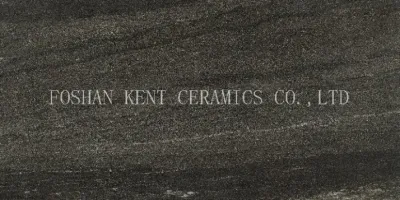 FOSHAN KENT CERAMICS CO.,LTD